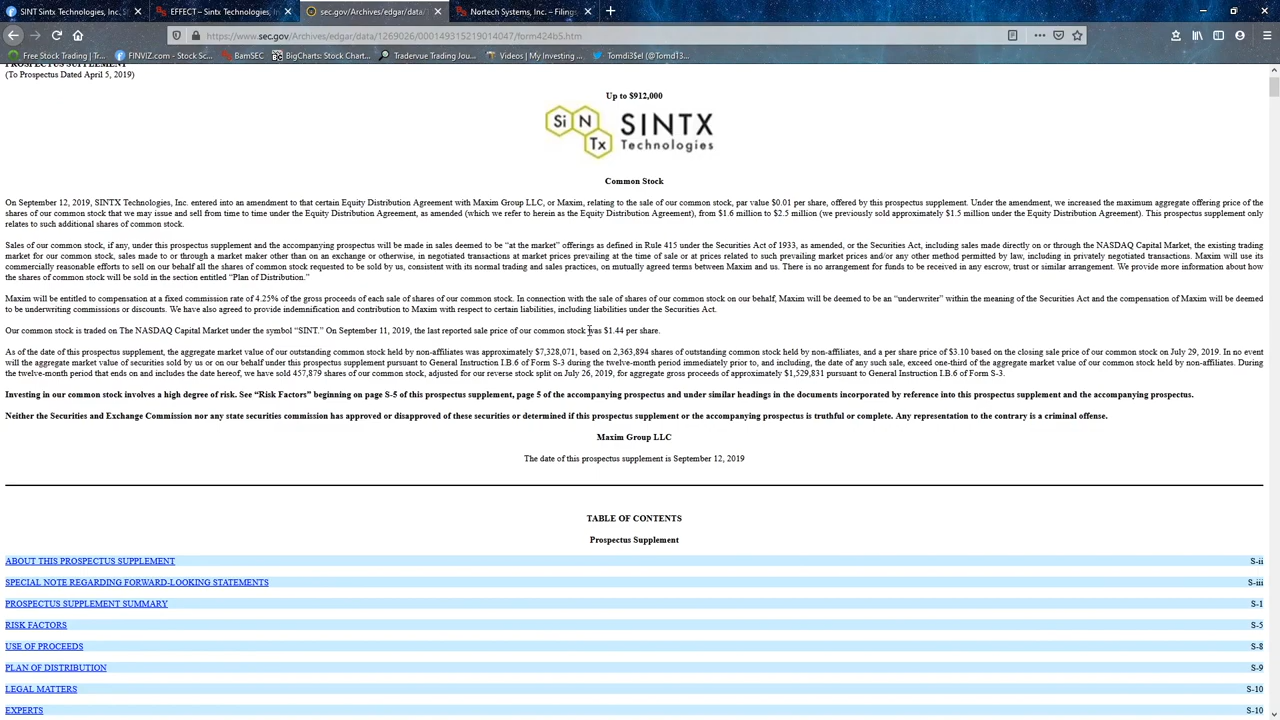 SINT Sintx Technologies, Inc. S
EFFECT – Sintx Technologies, In
sec.gov/Archives/edgar/data/
Nortech Systems, Inc. – Filings
https://www.sec.gov/Archives/edgar/data/1269026/000149315219014047/form424b5.htm
Free Stock Trading | T...
FINVIZ.com - Stock Sc...
BamSEC
BigCharts: Stock Chart...
Tradervue Trading Jou...
Videos | My Investing ...
Tomdi3$el (@Tomd13...
PROSPECTUS SUPPLEMENT
(To Prospectus Dated April 5, 2019)
Up to $912,000
Si N Tx SINTX
Technologies
Common Stock
On September 12, 2019, SINTX Technologies, Inc. entered into an amendment to that certain Equity Distribution Agreement with Maxim Group LLC, or Maxim, relating to the sale of our common stock, par value $0.01 per share, offered by this prospectus supplement. Under the amendment, we increased the maximum aggregate offering price of the
shares of our common stock that we may issue and sell from time to time under the Equity Distribution Agreement, as amended (which we refer to herein as the Equity Distribution Agreement), from $1.6 million to $2.5 million (we previously sold approximately $1.5 million under the Equity Distribution Agreement). This prospectus supplement only
relates to such additional shares of common stock.
Sales of our common stock, if any, under this prospectus supplement and the accompanying prospectus will be made in sales deemed to be “at the market” offerings as defined in Rule 415 under the Securities Act of 1933, as amended, or the Securities Act, including sales made directly on or through the NASDAQ Capital Market, the existing trading
market for our common stock, sales made to or through a market maker other than on an exchange or otherwise, in negotiated transactions at market prices prevailing at the time of sale or at prices related to such prevailing market prices and/or any other method permitted by law, including in privately negotiated transactions. Maxim will use its
commercially reasonable efforts to sell on our behalf all the shares of common stock requested to be sold by us, consistent with its normal trading and sales practices, on mutually agreed terms between Maxim and us. There is no arrangement for funds to be received in any escrow, trust or similar arrangement. We provide more information about how
the shares of common stock will be sold in the section entitled “Plan of Distribution.”
Maxim will be entitled to compensation at a fixed commission rate of 4.25% of the gross proceeds of each sale of shares of our common stock. In connection with the sale of shares of our common stock on our behalf, Maxim will be deemed to be an “underwriter” within the meaning of the Securities Act and the compensation of Maxim will be deemed
to be underwriting commissions or discounts. We have also agreed to provide indemnification and contribution to Maxim with respect to certain liabilities, including liabilities under the Securities Act.
Our common stock is traded on The NASDAQ Capital Market under the symbol “SINT.” On September 11, 2019, the last reported sale price of our common stock was $1.44 per share.
As of the date of this prospectus supplement, the aggregate market value of our outstanding common stock held by non-affiliates was approximately $7,328,071, based on 2,363,894 shares of outstanding common stock held by non-affiliates, and a per share price of $3.10 based on the closing sale price of our common stock on July 29, 2019. In no event
will the aggregate market value of securities sold by us or on our behalf under this prospectus supplement pursuant to General Instruction I.B.6 of Form S-3 during the twelve-month period immediately prior to, and including, the date of any such sale, exceed one-third of the aggregate market value of our common stock held by non-affiliates. During
the twelve-month period that ends on and includes the date hereof, we have sold 457,879 shares of our common stock, adjusted for our reverse stock split on July 26, 2019, for aggregate gross proceeds of approximately $1,529,831 pursuant to General Instruction I.B.6 of Form S-3.
Investing in our common stock involves a high degree of risk. See “Risk Factors” beginning on page S-5 of this prospectus supplement, page 5 of the accompanying prospectus and under similar headings in the documents incorporated by reference into this prospectus supplement and the accompanying prospectus.
Neither the Securities and Exchange Commission nor any state securities commission has approved or disapproved of these securities or determined if this prospectus supplement or the accompanying prospectus is truthful or complete. Any representation to the contrary is a criminal offense.
Maxim Group LLC
The date of this prospectus supplement is September 12, 2019
TABLE OF CONTENTS
Prospectus Supplement
ABOUT THIS PROSPECTUS SUPPLEMENT S-ii
SPECIAL NOTE REGARDING FORWARD-LOOKING STATEMENTS S-iii
PROSPECTUS SUPPLEMENT SUMMARY S-1
RISK FACTORS S-5
USE OF PROCEEDS S-8
PLAN OF DISTRIBUTION S-9
LEGAL MATTERS S-10
EXPERTS S-10